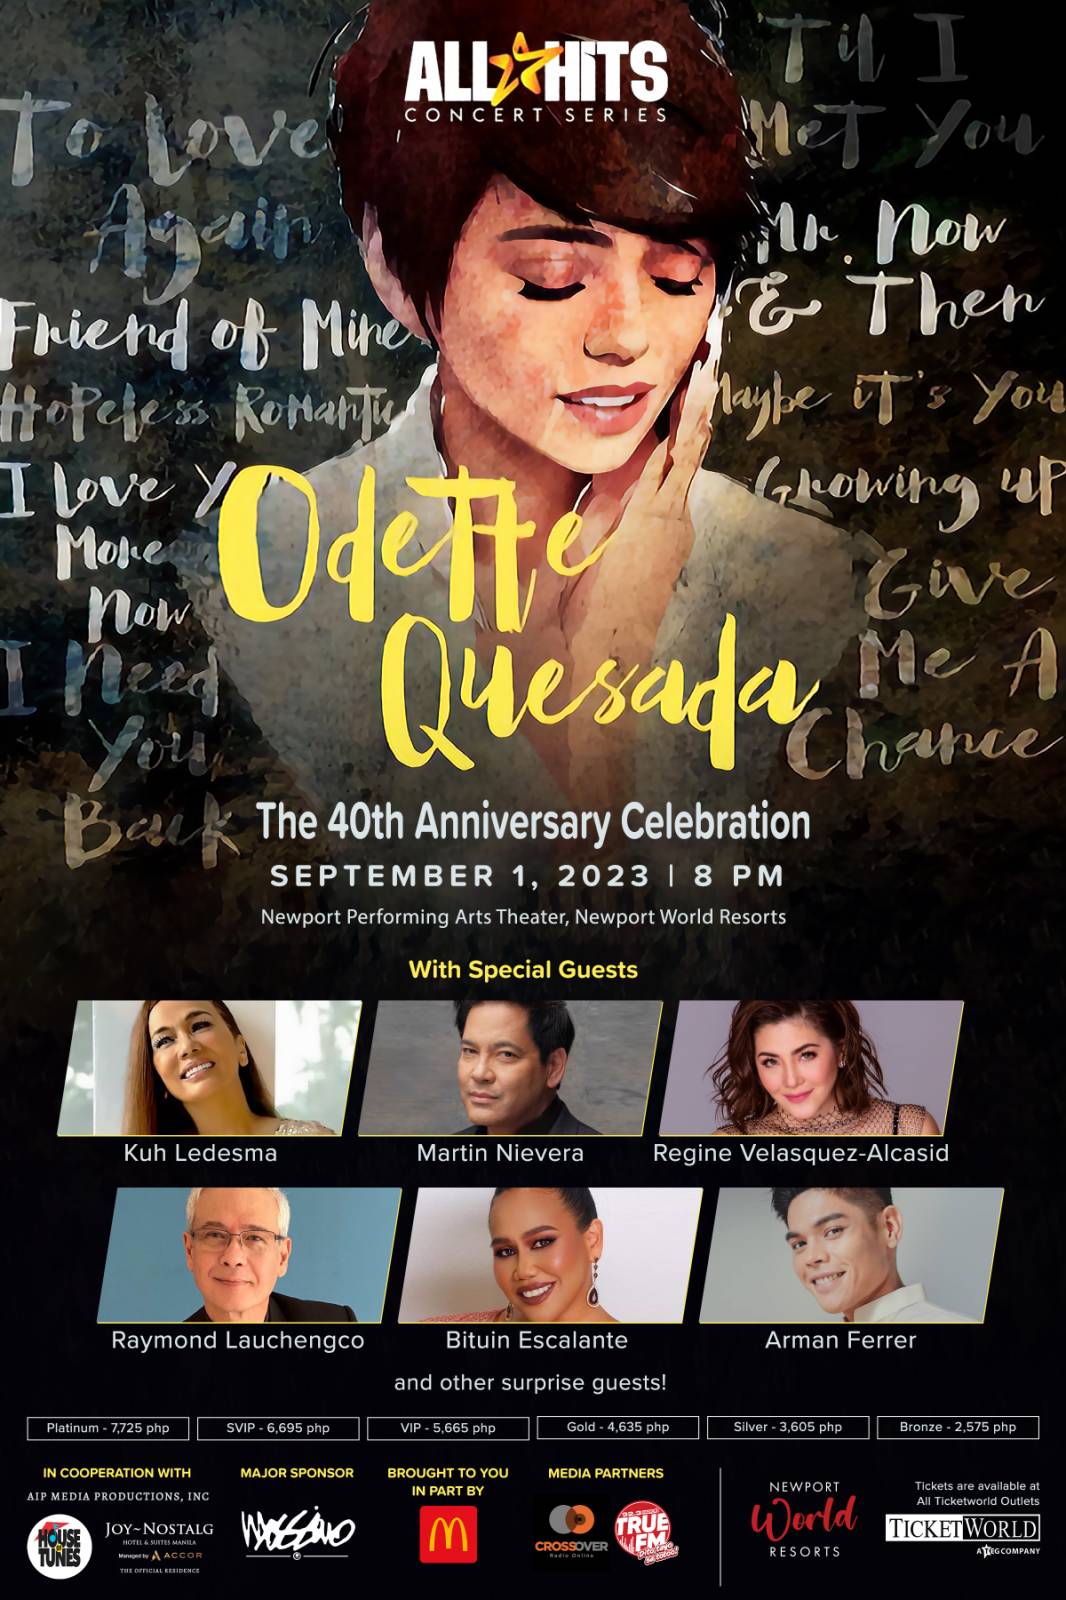 ALL HITS
CONCERT SERIES
To Love
Again
Friend of Mine
Hopeless Romantic
I Love Y
More
Now
I Need
You
Back
Til I
Met You
Mr. Now
& Then
Maybe it's You
Growing up
Give
Me A
Chance
Odette
Quesada
The 40th Anniversary Celebration
SEPTEMBER 1, 2023 | 8 PM
Newport Performing Arts Theater, Newport World Resorts
With Special Guests
Kuh Ledesma
Martin Nievera
Regine Velasquez-Alcasid
Raymond Lauchengco
Bituin Escalante
Arman Ferrer
and other surprise guests!
Platinum - 7,725 php
SVIP - 6,695 php
VIP - 5,665 php
Gold - 4,635 php
Silver - 3,605 php
Bronze - 2,575 php
IN COOPERATION WITH
AIP MEDIA PRODUCTIONS, INC
HOUSE
TUNES
JOY~NOSTALG
HOTEL & SUITES MANILA
Managed by ACCOR
THE OFFICIAL RESIDENCE
MAJOR SPONSOR
MOSSIMO
BROUGHT TO YOU
IN PART BY
MEDIA PARTNERS
CROSSOVER
Radio Online
TRUE
FM
NEWPORT
World
RESORTS
Tickets are available at
All Ticketworld Outlets
TICKETWORLD